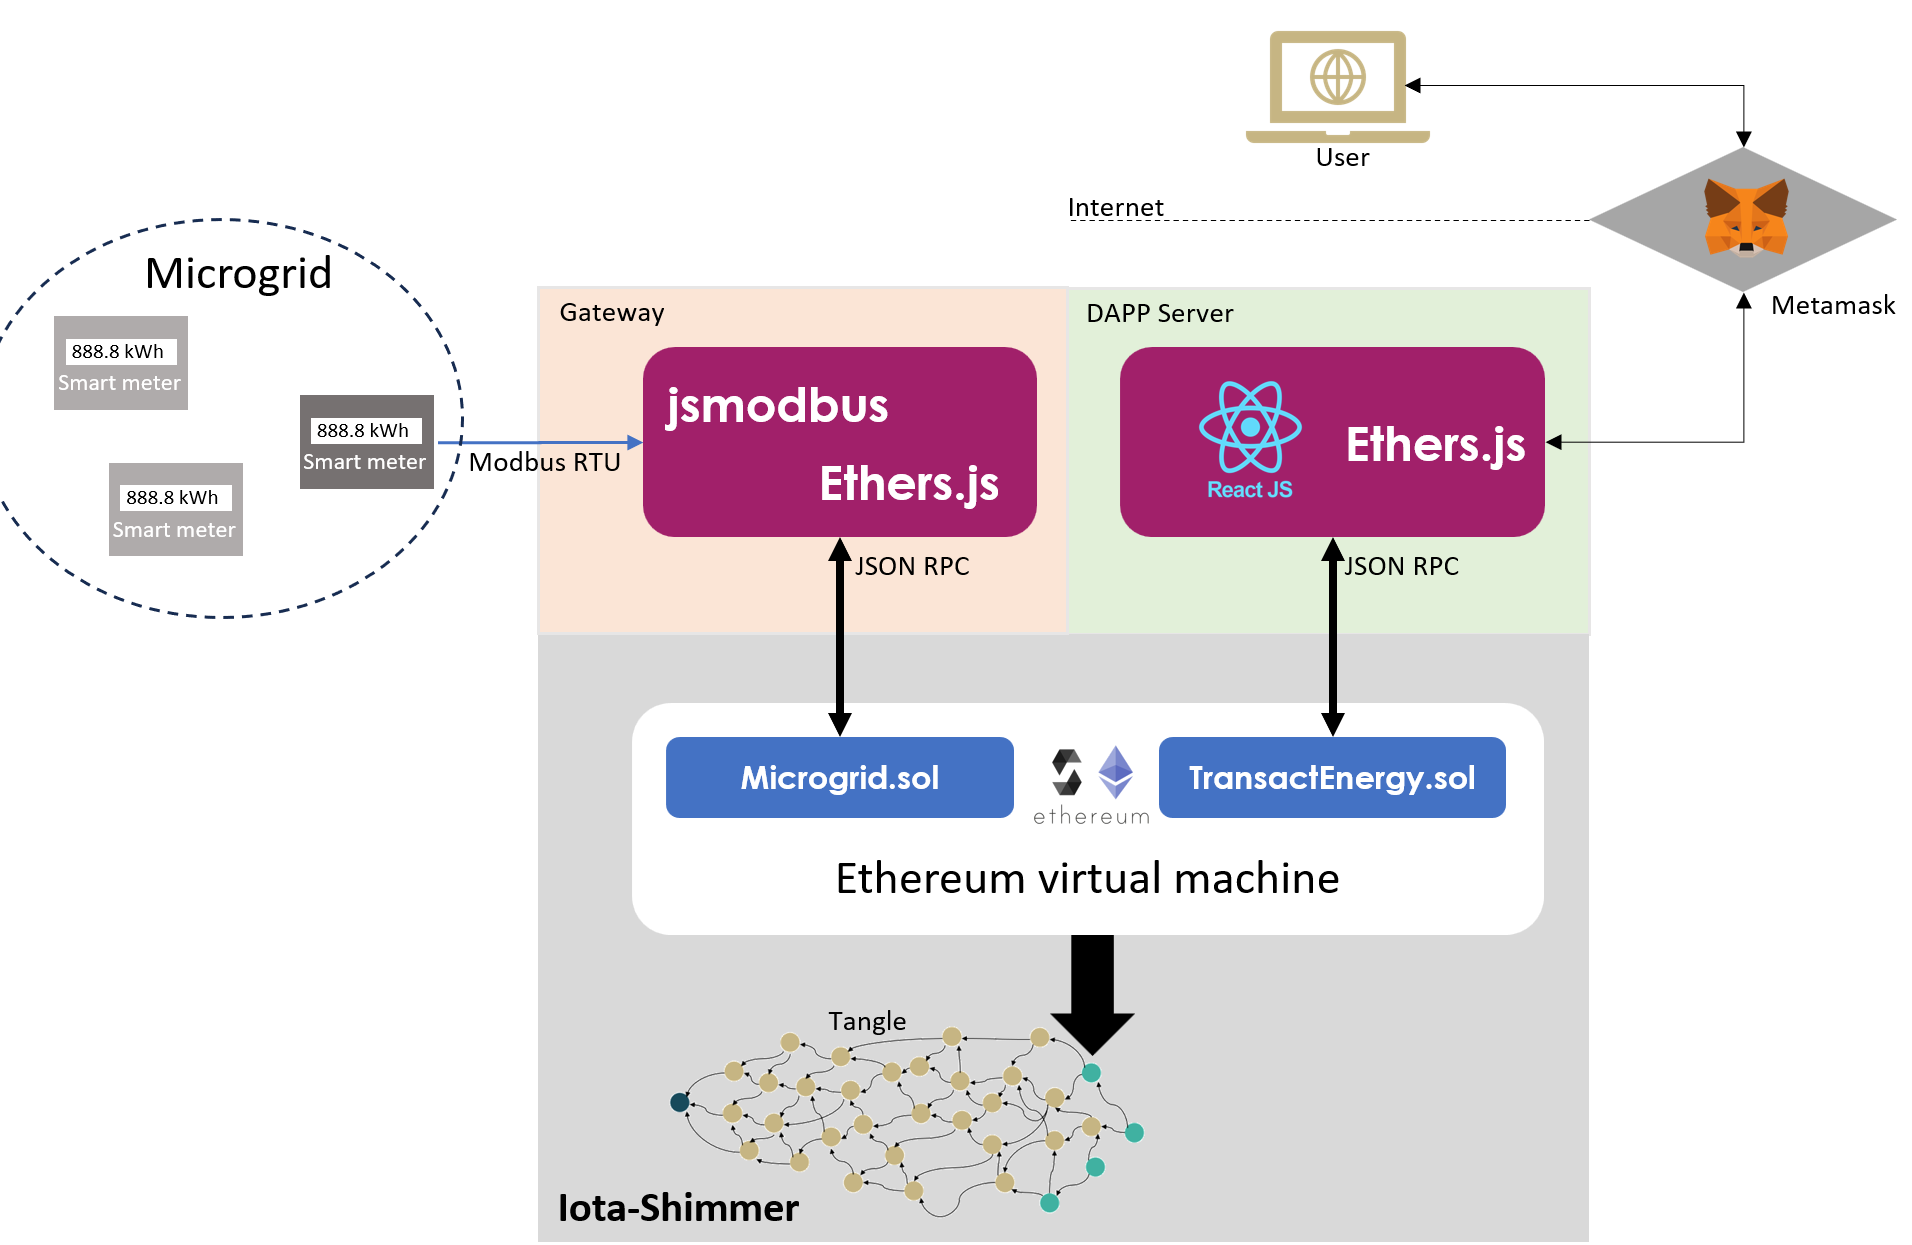 User
Internet
Metamask
Microgrid
888.8 kWh
Smart meter
888.8 kWh
Smart meter
888.8 kWh
Smart meter
Modbus RTU
Gateway
jsmodbus
Ethers.js
JSON RPC
DAPP Server
React JS
Ethers.js
JSON RPC
Microgrid.sol
ethereum
TransactEnergy.sol
Ethereum virtual machine
Tangle
Iota-Shimmer